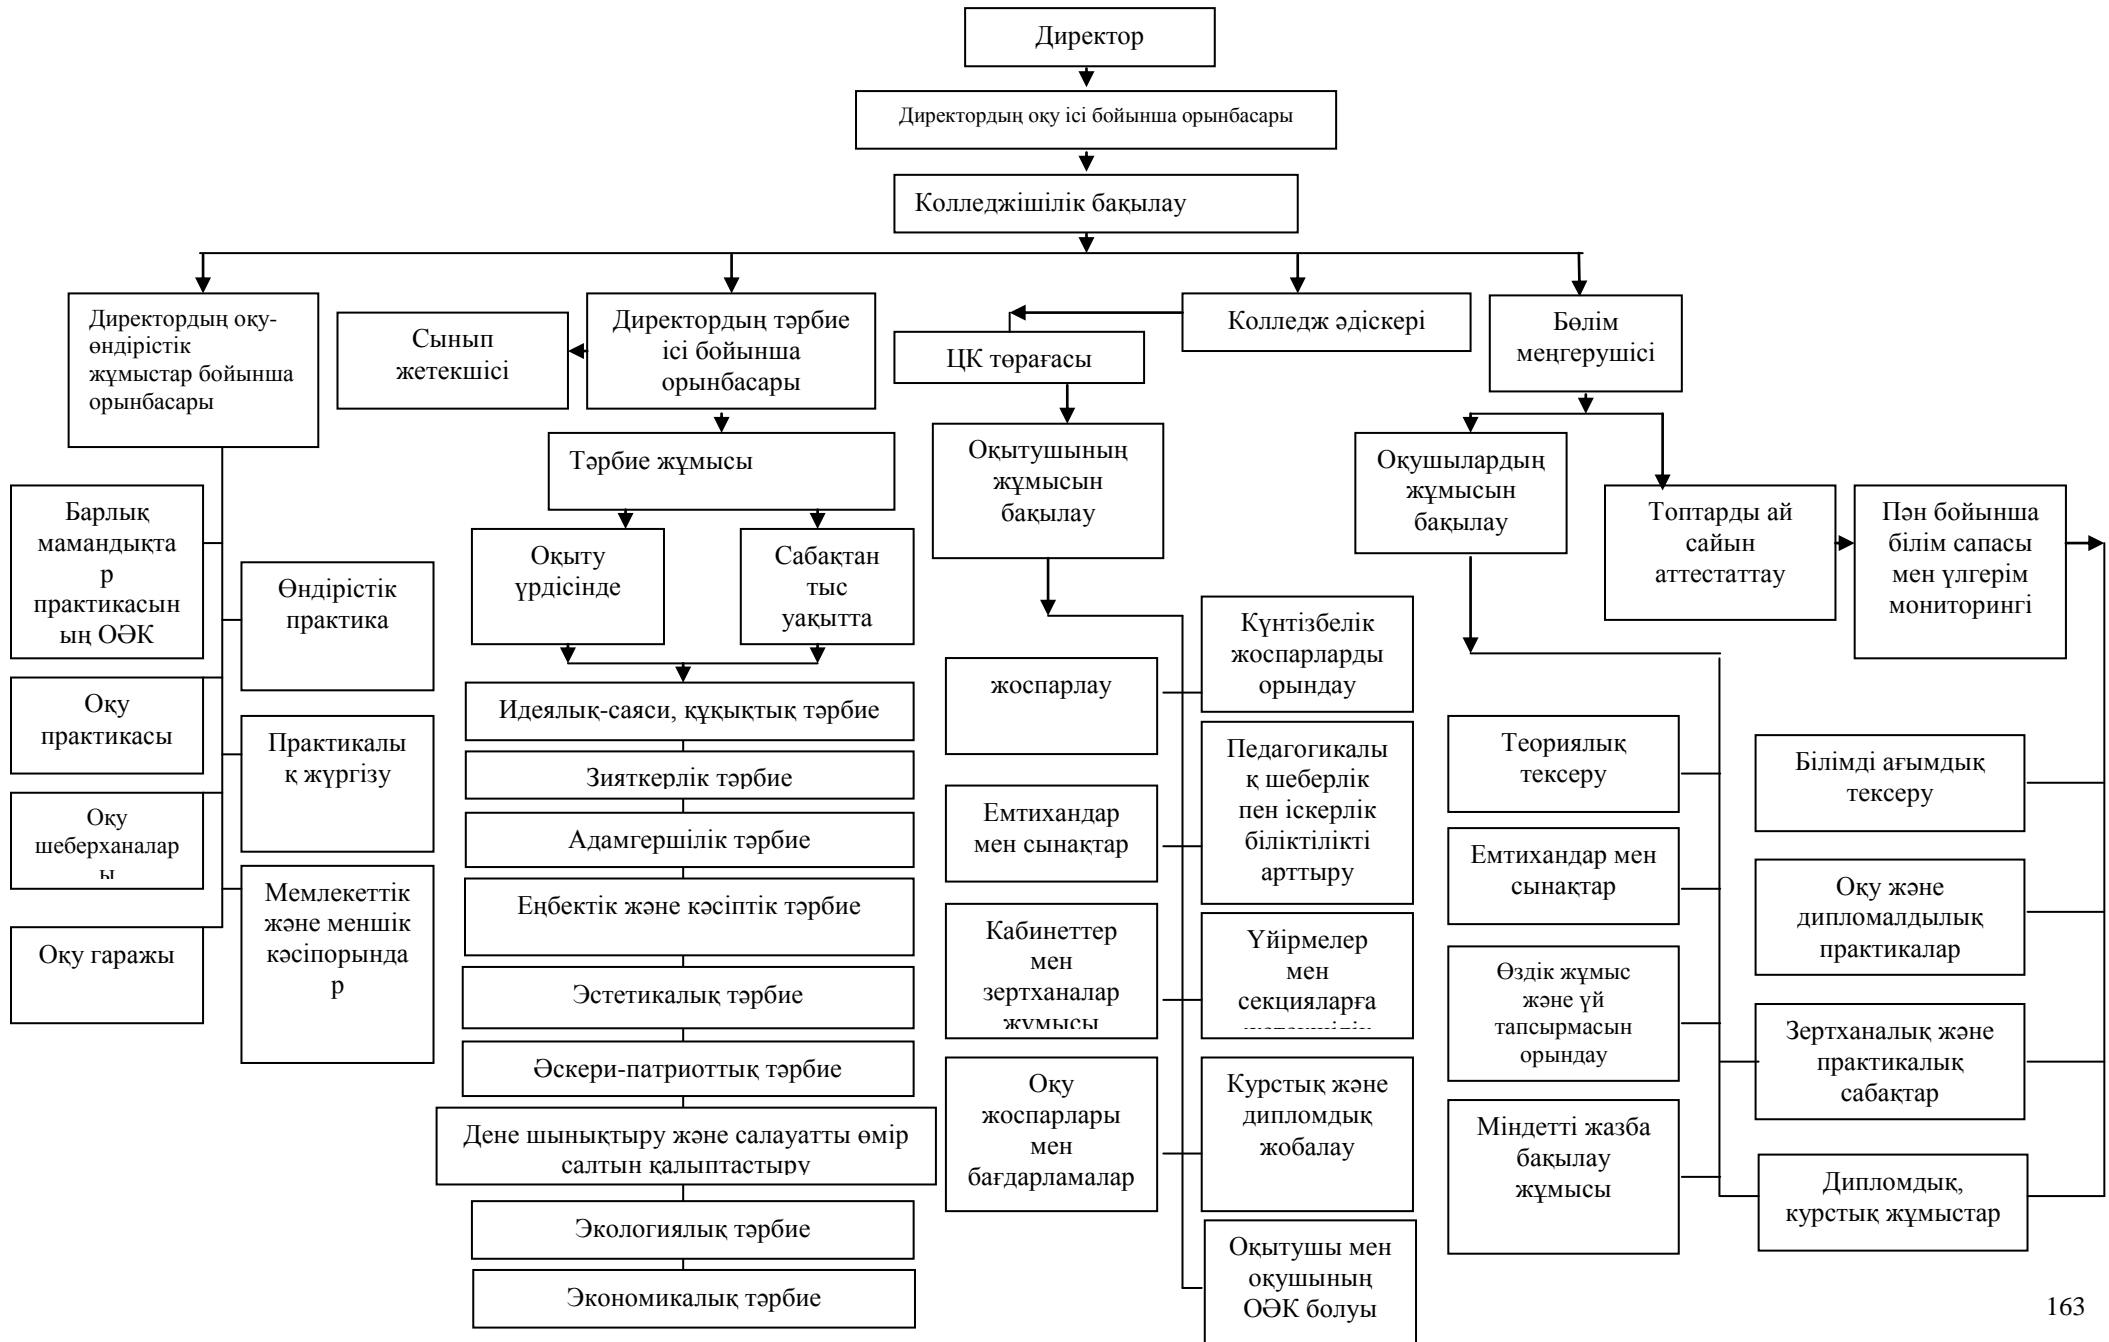 Директор
Директордың оқу ісі бойынша орынбасары
Колледжішілік бақылау
Директордың оқу-
өндірістік
жұмыстар бойынша
орынбасары
Сынып
жетекшісі
Директордың тәрбие
ісі бойынша
орынбасары
Колледж әдіскері
ЦК төрағасы
Бөлім
меңгерушісі
Тәрбие жұмысы
Оқытушының
жұмысын
бақылау
Оқушылардың
жұмысын
бақылау
Топтарды ай
сайын
аттестаттау
Пән бойынша
білім сапасы
мен үлгерім
мониторингі
Барлық
мамандықта
р
практикасын
ың ОӘК
Өндірістік
практика
Оқу
практикасы
Практикалы
қ жүргізу
Оқу
шеберханалар
ы
Мемлекеттік
және меншік
кәсіпорында
р
Оқу гаражы
Оқыту
үрдісінде
Сабақтан
тыс
уақытта
Идеялық-саяси, құқықтық тәрбие
Зияткерлік тәрбие
Адамгершілік тәрбие
Еңбектік және кәсіптік тәрбие
Эстетикалық тәрбие
Әскери-патриоттық тәрбие
Дене шынықтыру және салауатты өмір
салтын қалыптастыру
Экологиялық тәрбие
Экономикалық тәрбие
жоспарлау
Күнтізбелік
жоспарларды
орындау
Емтихандар
мен сынақтар
Педагогикалы
қ шеберлік
пен іскерлік
біліктілікті
арттыру
Кабинеттер
мен
зертханалар
жұмысы
Үйірмелер
мен
секцияларға
Оқу
жоспарлары
мен
бағдарламалар
Курстық және
дипломдық
жобалау
Оқытушы мен
оқушының
ОӘК болуы
Теориялық
тексеру
Білімді ағымдық
тексеру
Емтихандар мен
сынақтар
Оқу және
дипломалдылық
практикалар
Өздік жұмыс
және үй
тапсырмасын
орындау
Зертханалық және
практикалық
сабақтар
Міндетті жазба
бақылау
жұмысы
Дипломдық,
курстық жұмыстар
163